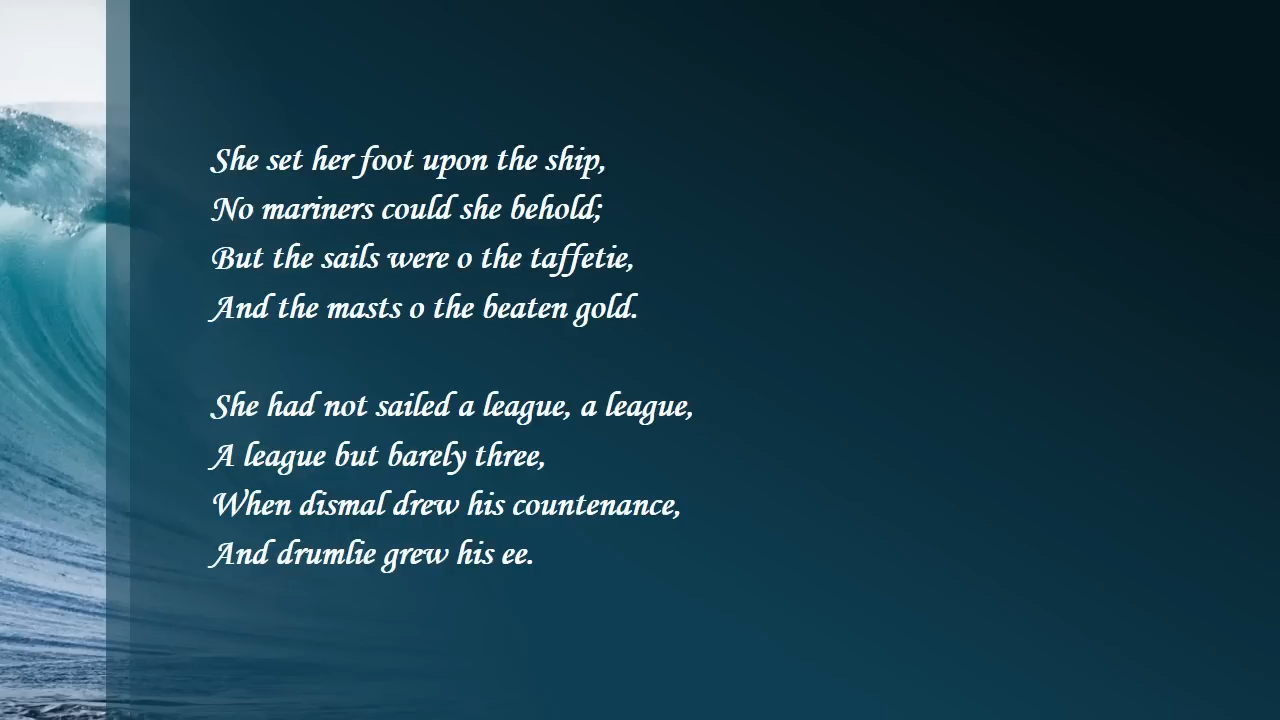 She set her foot upon the ship,
No mariners could she behold;
But the sails were o the taffetie,
And the masts o the beaten gold.
She had not sailed a league, a league,
A league but barely three,
When dismal drew his countenance,
And drumlie grew his ee.